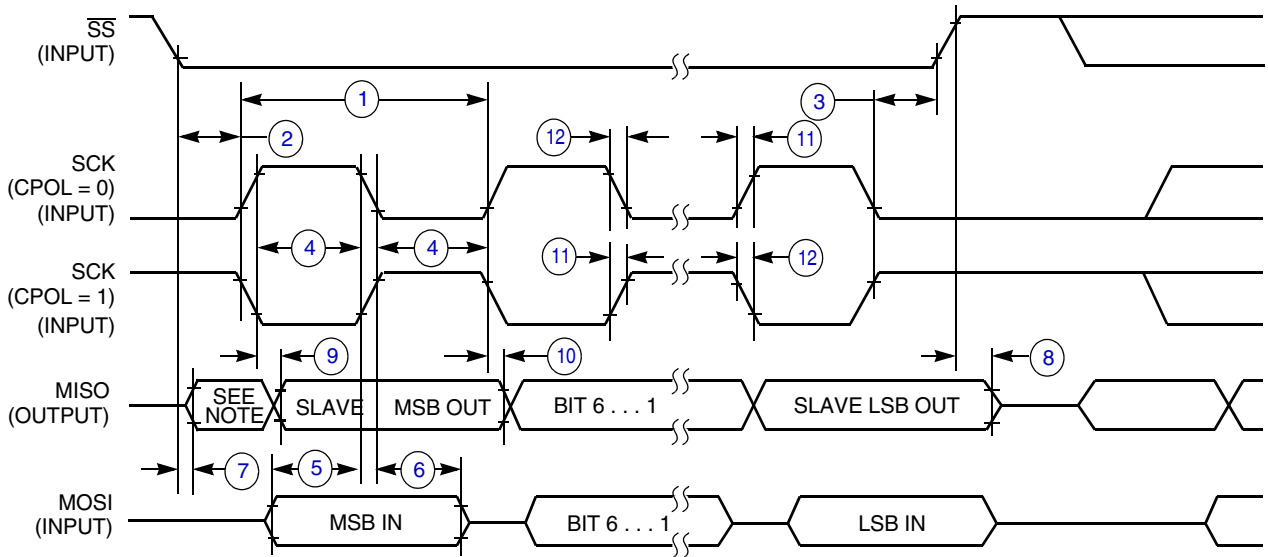 SS
(INPUT)
1
3
2
12
11
SCK
(CPOL = 0)
(INPUT)
4
4
11
12
SCK
(CPOL = 1)
(INPUT)
9
10
8
MISO
(OUTPUT)
SEE
NOTE
SLAVE
MSB OUT
BIT 6 . . . 1
SLAVE LSB OUT
7
5
6
MOSI
(INPUT)
MSB IN
BIT 6 . . . 1
LSB IN